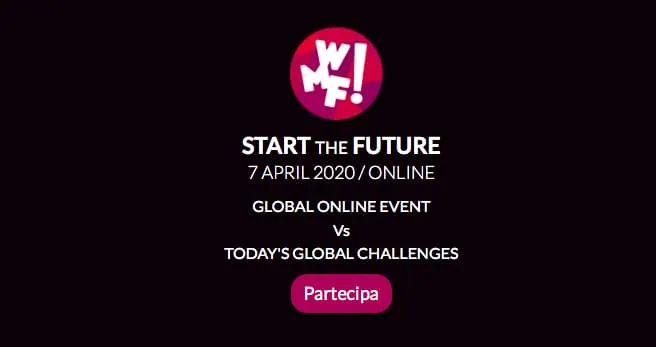 WMF!
START THE FUTURE
7 APRIL 2020 / ONLINE
GLOBAL ONLINE EVENT
Vs
TODAY'S GLOBAL CHALLENGES
Partecipa